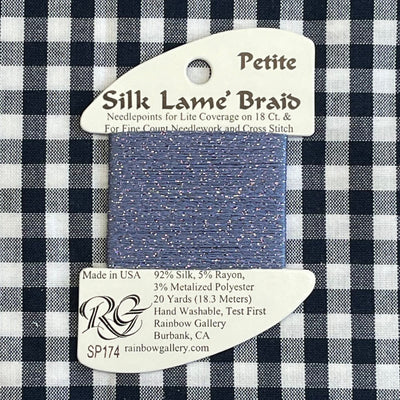 Petite
Silk Lame' Braid
Needlepoints for Lite Coverage on 18 Ct. &
For Fine Count Needlework and Cross Stitch
Made in USA
92% Silk, 5% Rayon,
3% Metalized Polyester
20 Yards (18.3 Meters)
Hand Washable, Test First
Rainbow Gallery
Burbank, CA
RG
SP174
rainbowgallery.com